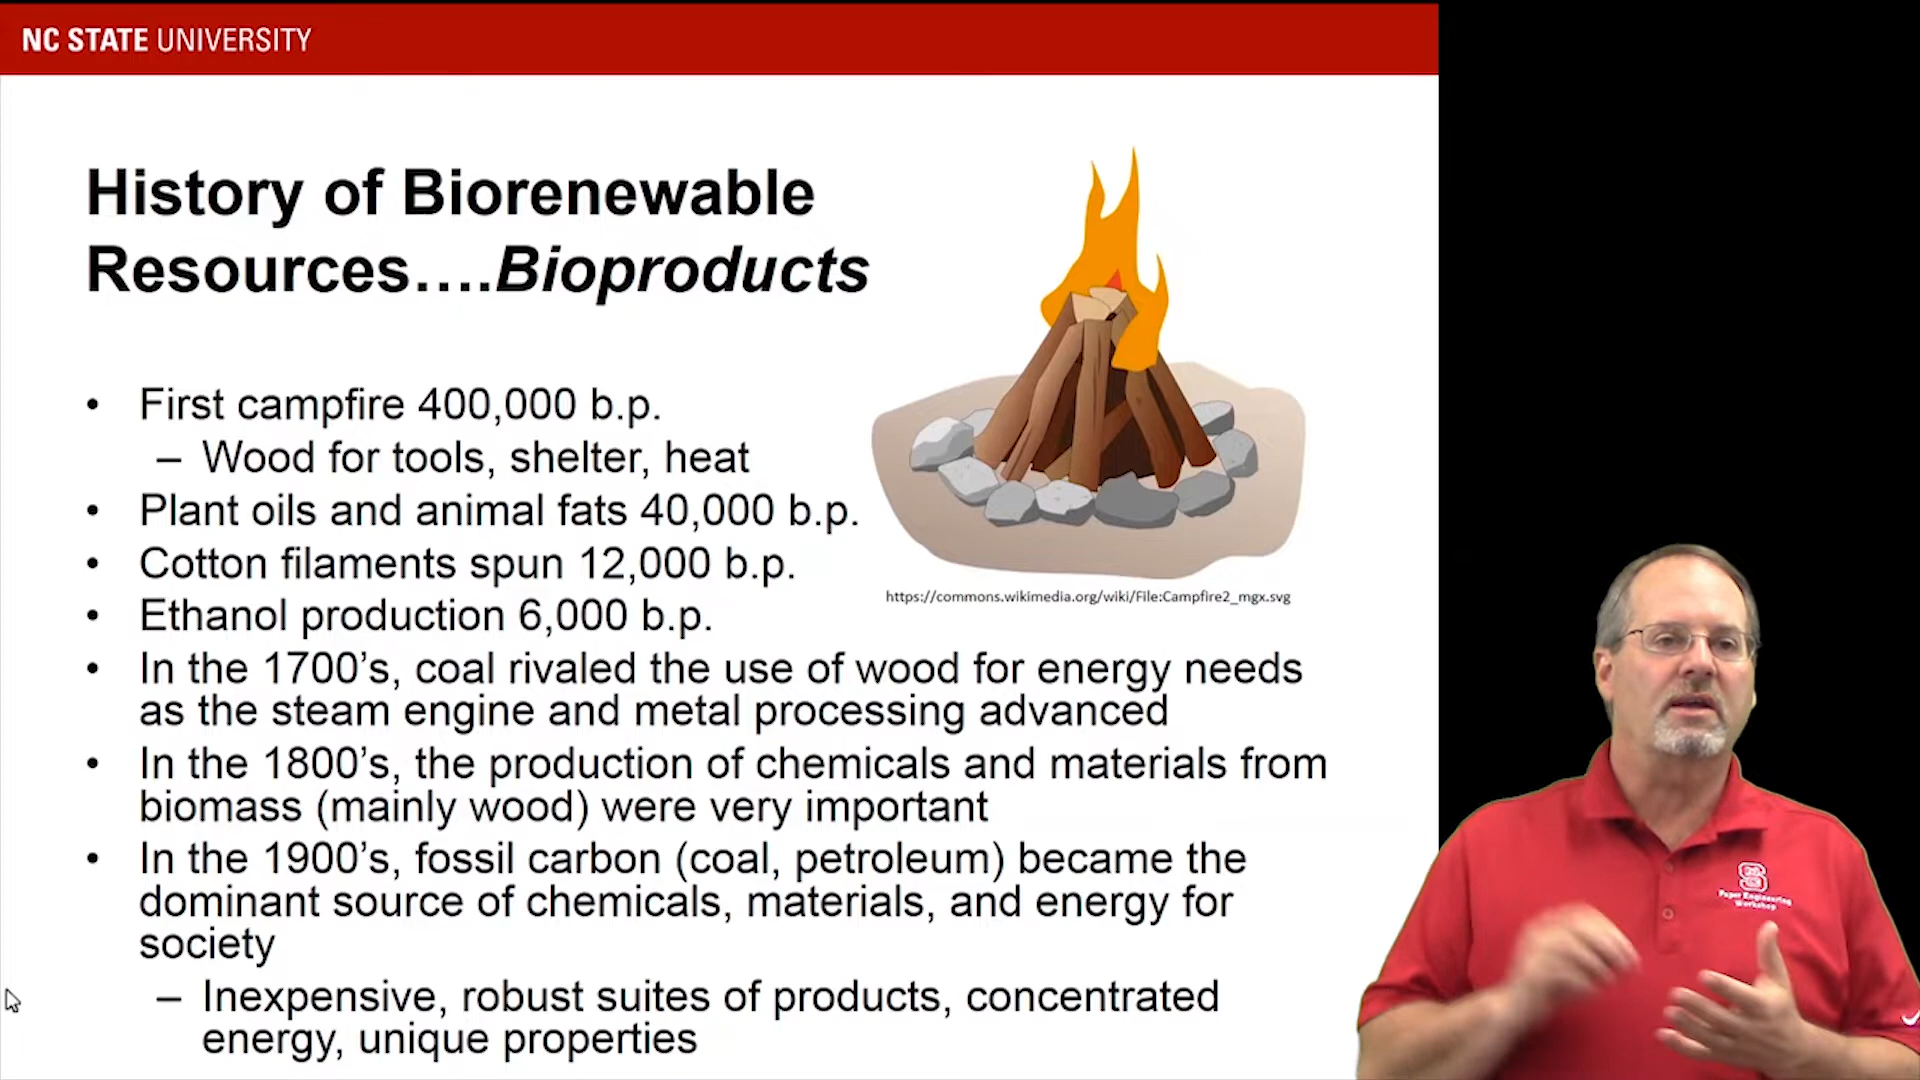 NC STATE UNIVERSITY
History of Biorenewable
Resources….Bioproducts
• First campfire 400,000 b.p.
– Wood for tools, shelter, heat
• Plant oils and animal fats 40,000 b.p.
• Cotton filaments spun 12,000 b.p.
• Ethanol production 6,000 b.p.
• In the 1700’s, coal rivaled the use of wood for energy needs
as the steam engine and metal processing advanced
• In the 1800’s, the production of chemicals and materials from
biomass (mainly wood) were very important
• In the 1900’s, fossil carbon (coal, petroleum) became the
dominant source of chemicals, materials, and energy for
society
– Inexpensive, robust suites of products, concentrated
energy, unique properties
https://commons.wikimedia.org/wiki/File:Campfire2_mgx.svg
Paper Engineering
Workshop